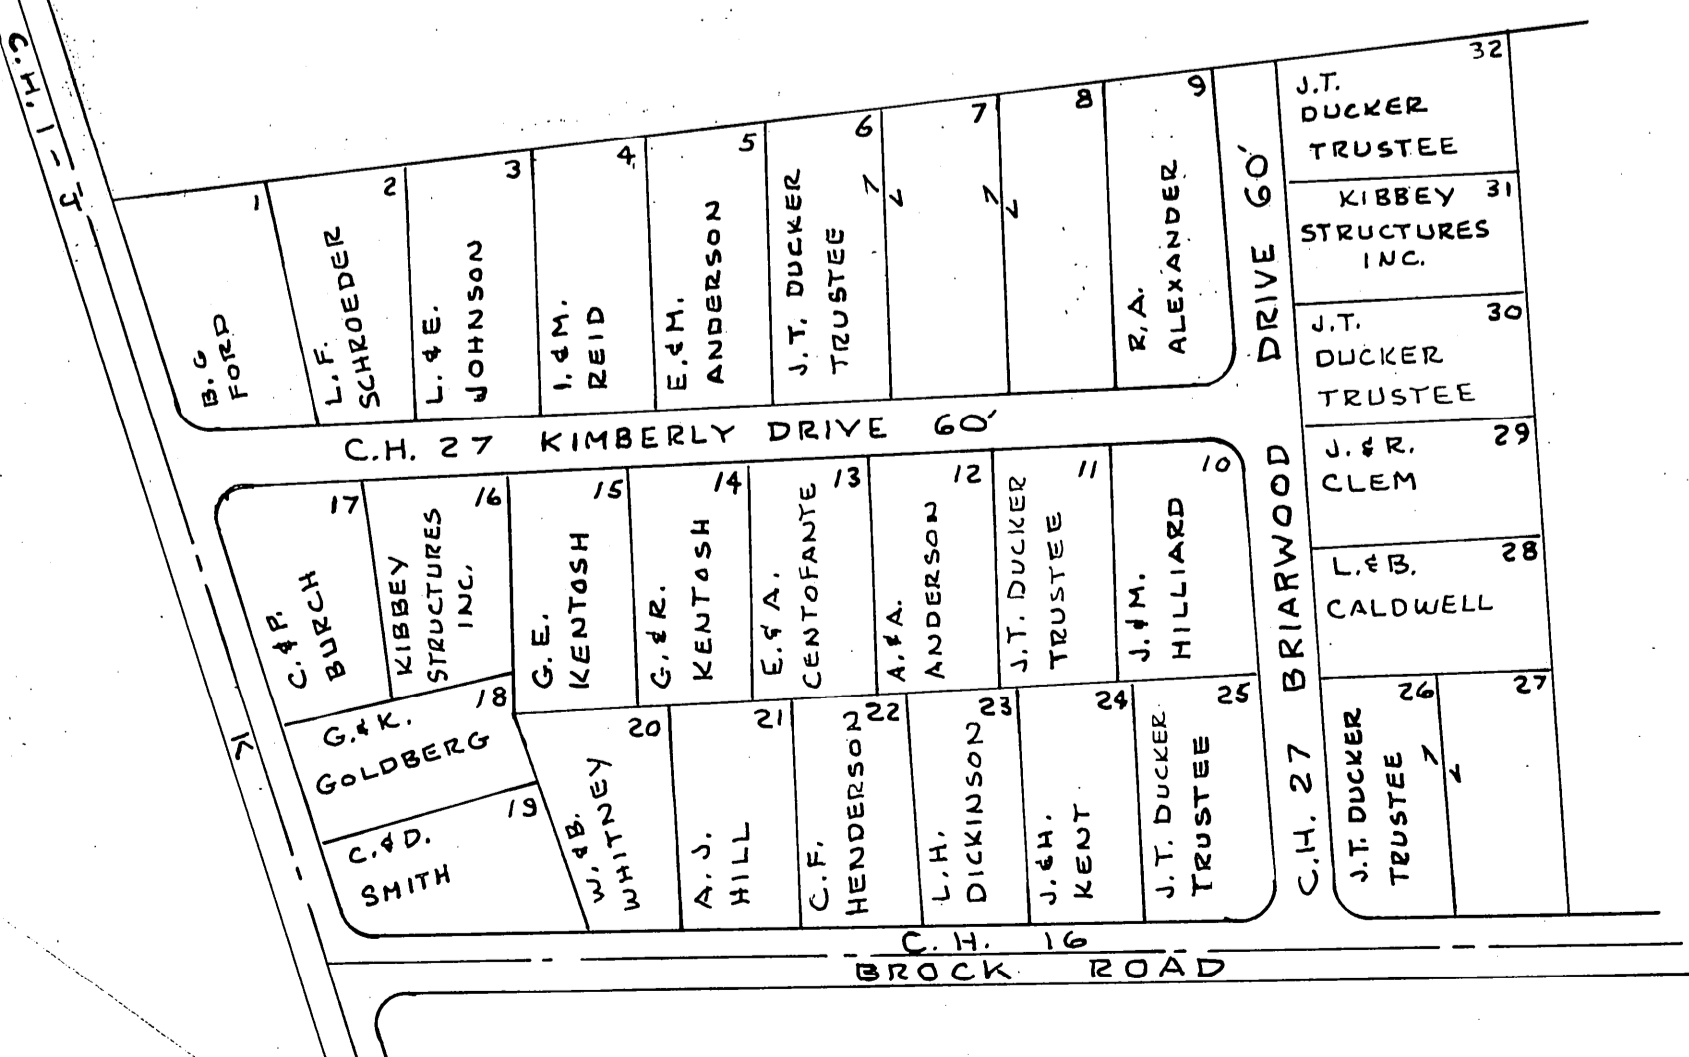 C.H. 1
1
B. G
FORD
2
L. F.
SCHROEDER
3
L. & E.
JOHNSON
4
I. & M.
REID
5
E. & M.
ANDERSON
6
J. T. DUCKER
TRUSTEE
7
8
9
R. A.
ALEXANDER
C.H. 27 KIMBERLY DRIVE 60'
17
C. & P.
BURCH
16
KIBBEY
STRUCTURES
INC.
15
G. E.
KENTOSH
14
G. & R.
KENTOSH
13
E. & A.
CENTOFANTE
12
A. & A.
ANDERSON
11
J. T. DUCKER
TRUSTEE
10
J. & M.
HILLIARD
18
G. & K.
GOLDBERG
19
C. & D.
SMITH
20
W. & B.
WHITNEY
21
A. J.
HILL
22
C. F.
HENDERSON
23
L. H.
DICKINSON
24
J. & H.
KENT
25
J. T. DUCKER
TRUSTEE
C.H. 27 BRIARWOOD DRIVE 60'
32
J.T.
DUCKER
TRUSTEE
KIBBEY 31
STRUCTURES
INC.
J.T. 30
DUCKER
TRUSTEE
J. & R. 29
CLEM
L. & B. 28
CALDWELL
26
J. T. DUCKER
TRUSTEE
27
C. H. 16
BROCK ROAD